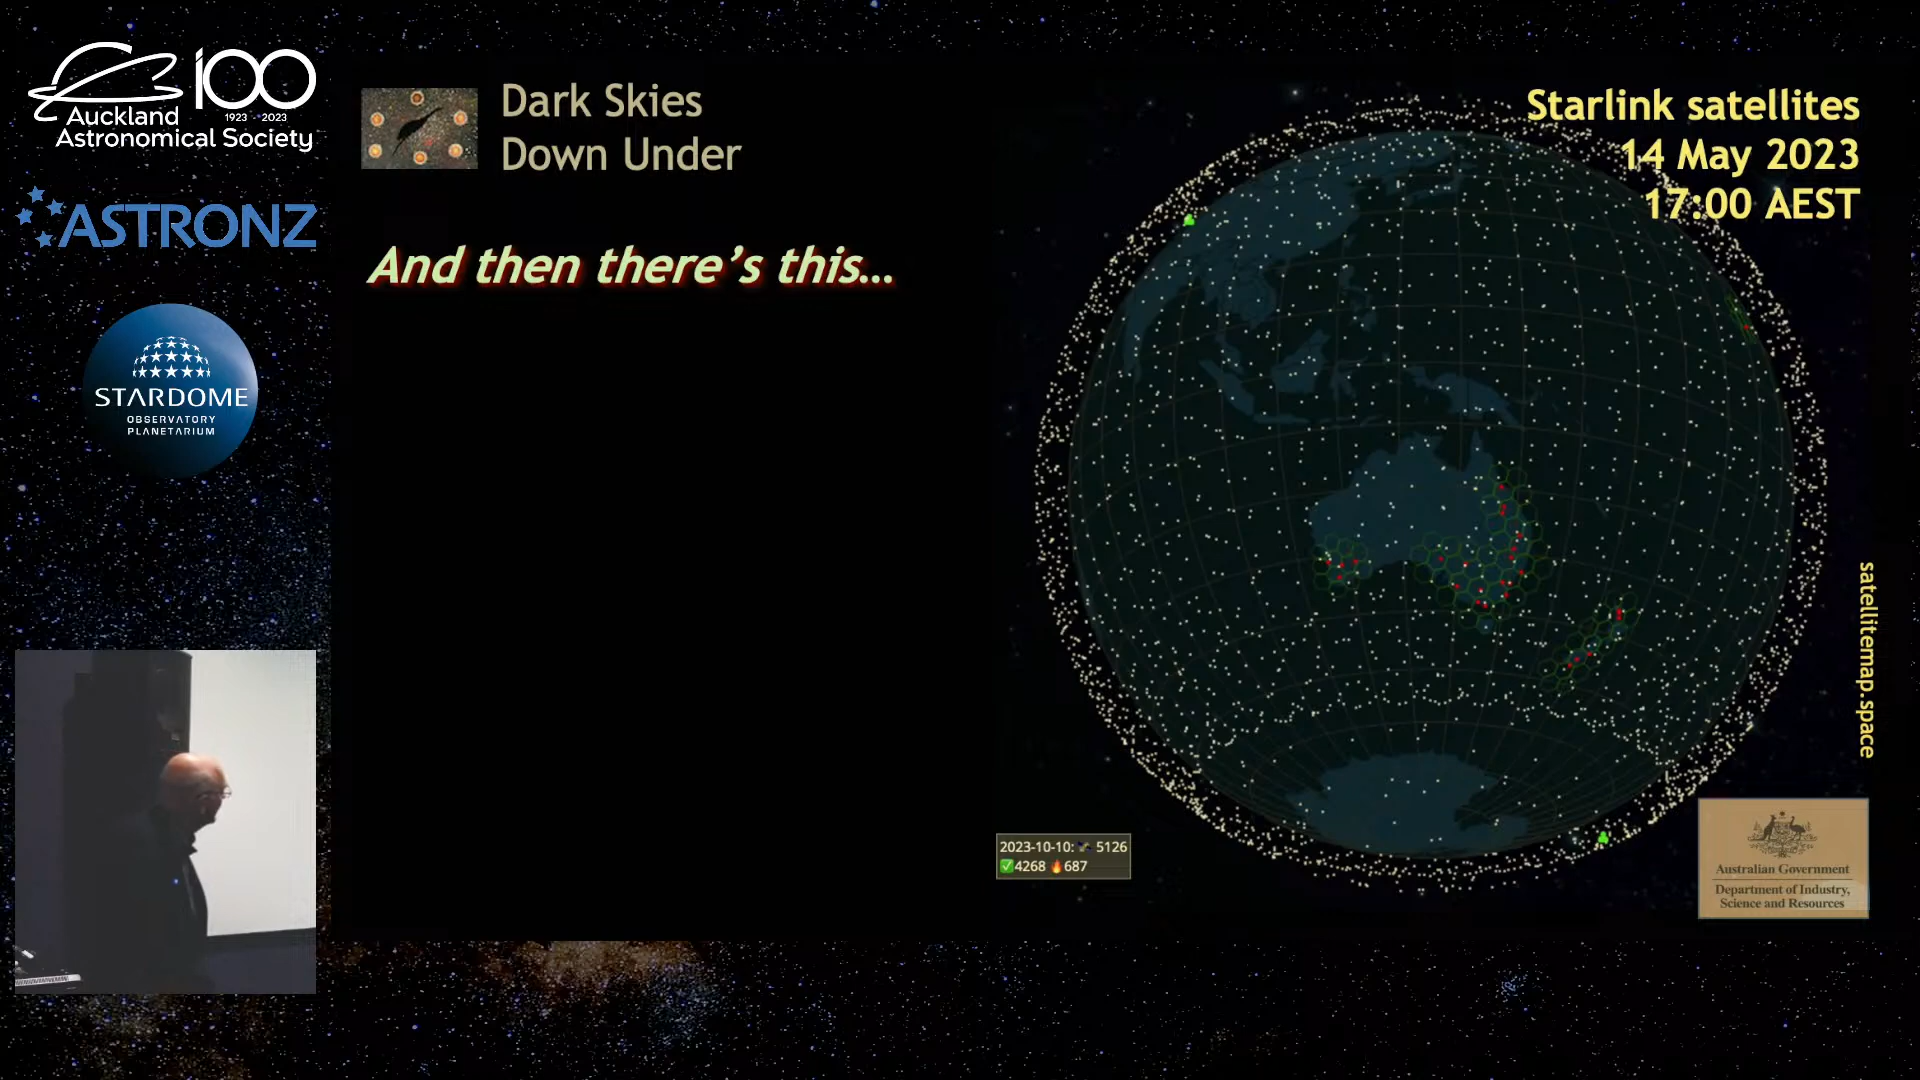 100
1923 - 2023
Auckland
Astronomical Society
ASTRONZ
STARDOME
OBSERVATORY
PLANETARIUM
Dark Skies
Down Under
And then there's this...
Starlink satellites
14 May 2023
17:00 AEST
satellitemap.space
2023-10-10: 5126
4268 687
Australian Government
Department of Industry,
Science and Resources